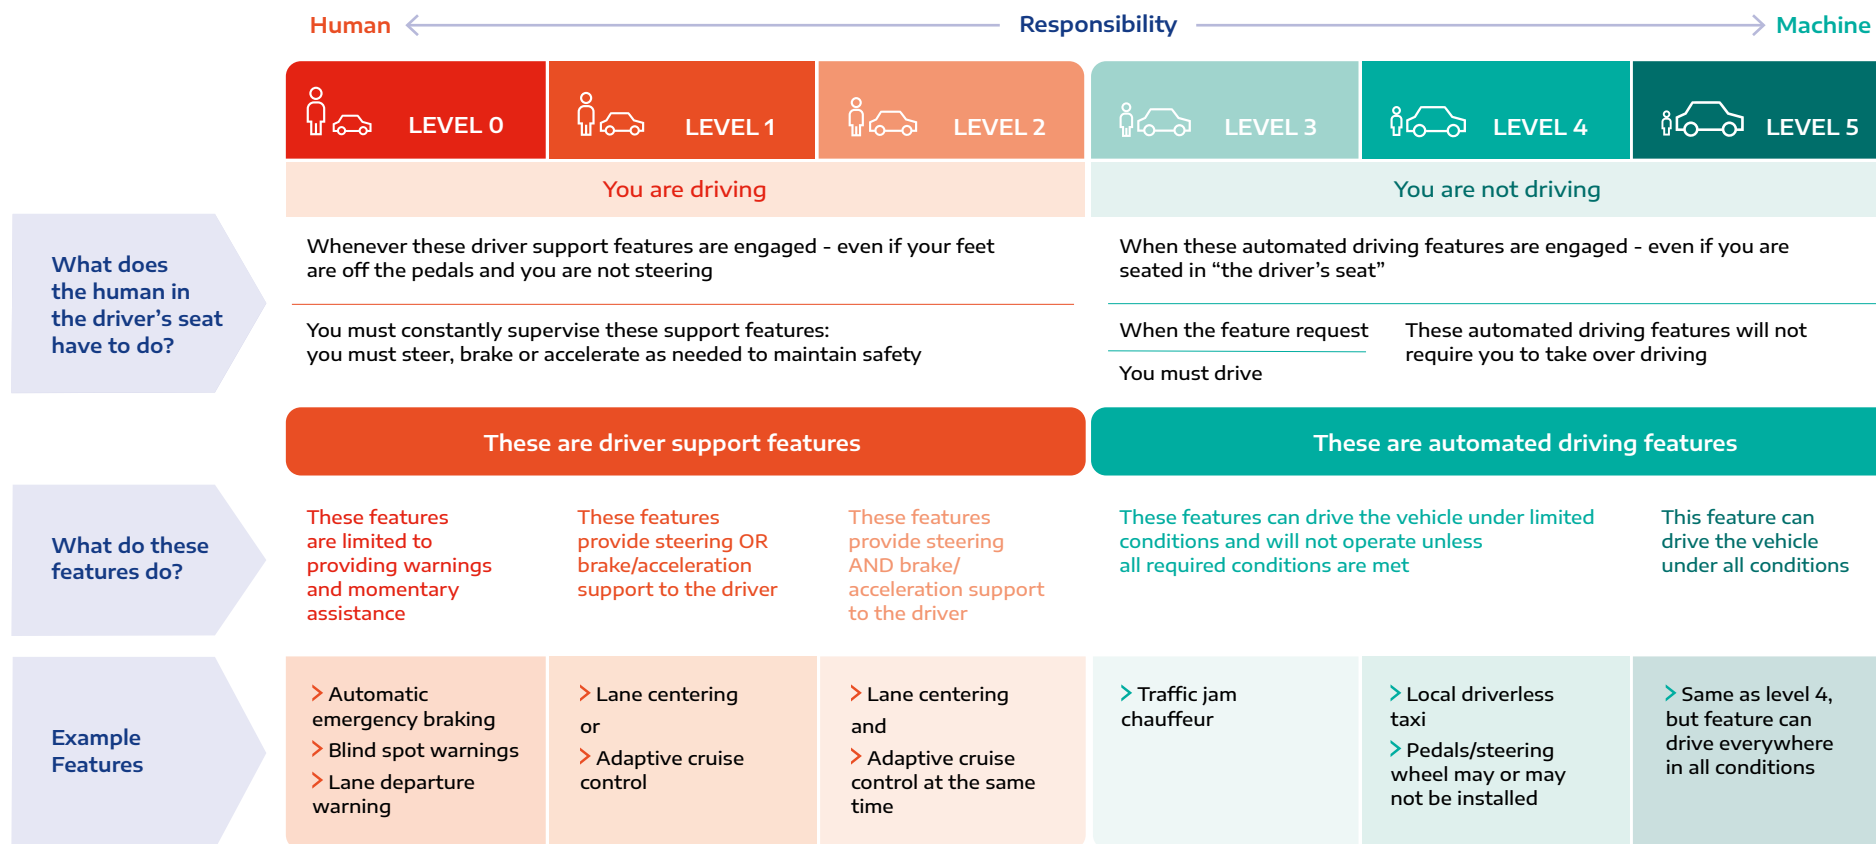 Human
Responsibility
Machine
LEVEL 0
LEVEL 1
LEVEL 2
LEVEL 3
LEVEL 4
LEVEL 5
You are driving
You are not driving
What does
the human in
the driver's seat
have to do?
Whenever these driver support features are engaged - even if your feet
are off the pedals and you are not steering
When these automated driving features are engaged - even if you are
seated in “the driver's seat”
You must constantly supervise these support features:
you must steer, brake or accelerate as needed to maintain safety
When the feature request
You must drive
These automated driving features will not
require you to take over driving
These are driver support features
These are automated driving features
What do these
features do?
These features
are limited to
providing warnings
and momentary
assistance
These features
provide steering OR
brake/acceleration
support to the driver
These features
provide steering
AND brake/
acceleration support
to the driver
These features can drive the vehicle under limited
conditions and will not operate unless
all required conditions are met
This feature can
drive the vehicle
under all conditions
Example
Features
> Automatic
emergency braking
> Blind spot warnings
> Lane departure
warning
> Lane centering
or
> Adaptive cruise
control
> Lane centering
and
> Adaptive cruise
control at the same
time
> Traffic jam
chauffeur
> Local driverless
taxi
> Pedals/steering
wheel may or may
not be installed
> Same as level 4,
but feature can
drive everywhere
in all conditions